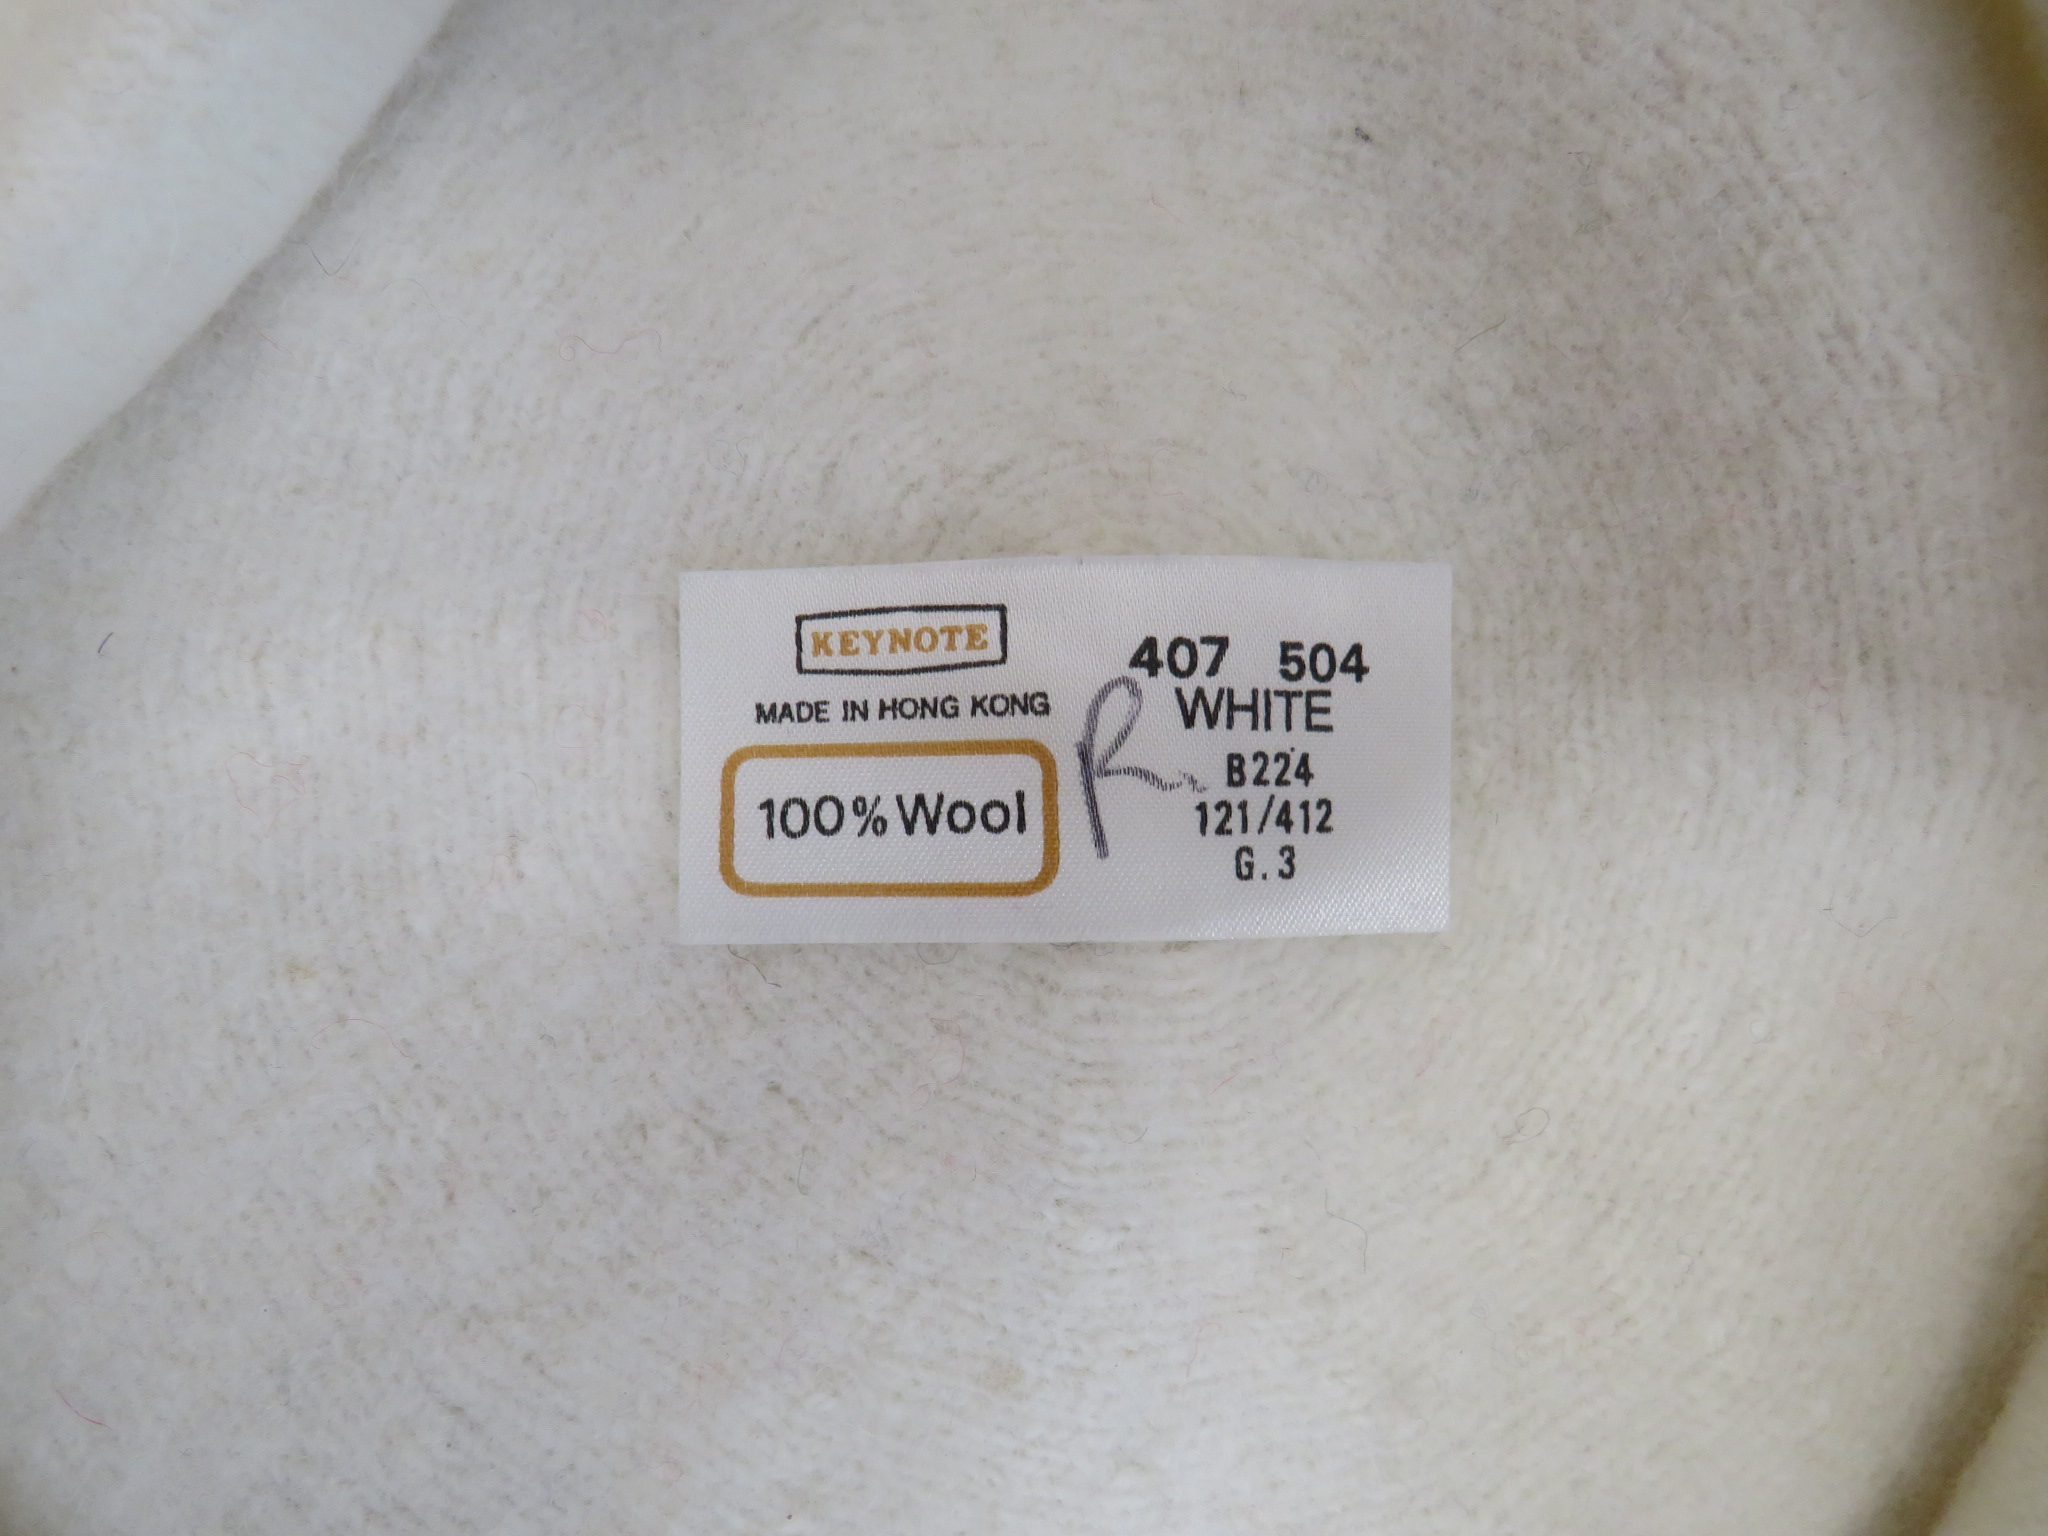 KEYNOTE
MADE IN HONG KONG
100% Wool
407 504
WHITE
R
B224
121/412
G.3